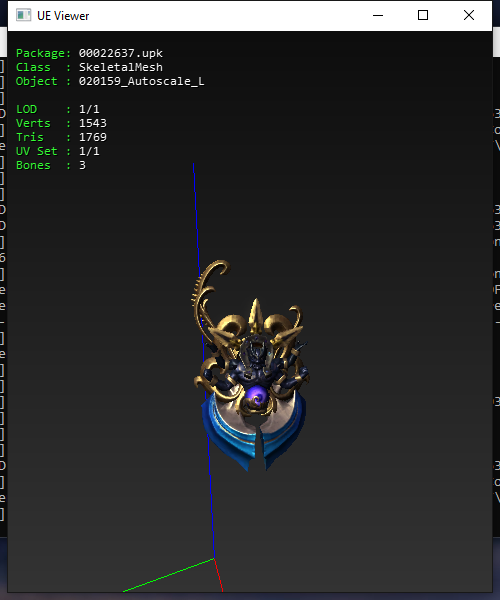 UE Viewer
Package: 00022637.upk
Class : SkeletalMesh
Object : 020159_Autoscale_L
LOD : 1/1
Verts : 1543
Tris : 1769
UV Set : 1/1
Bones : 3